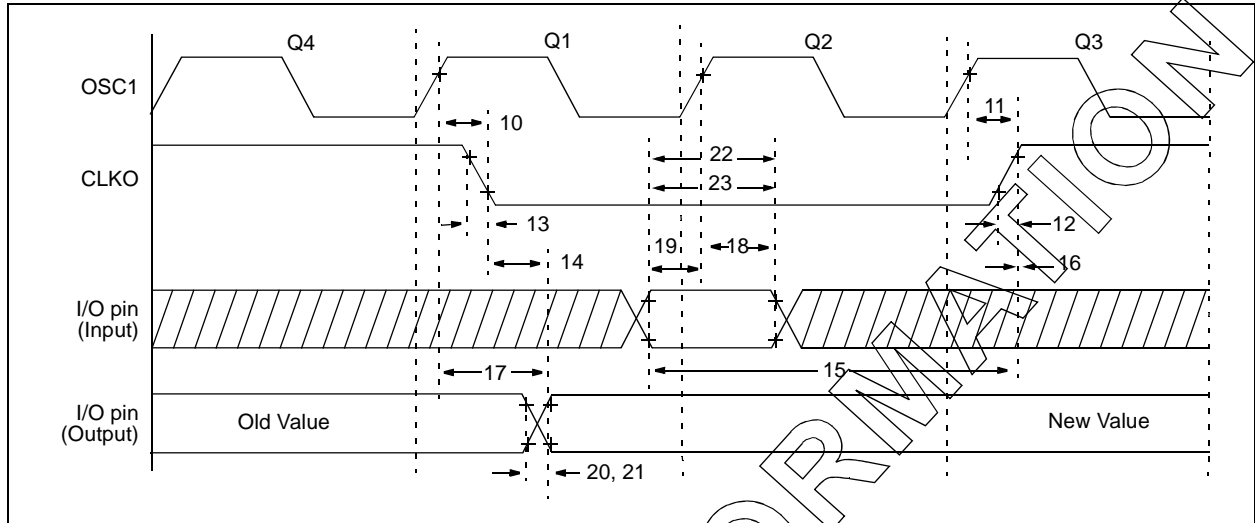 Q4 Q1 Q2 Q3
OSC1
10
11
22
CLKO
23
13
12
19
18
14
16
I/O pin
(Input)
17
15
I/O pin
(Output)
Old Value
New Value
20, 21